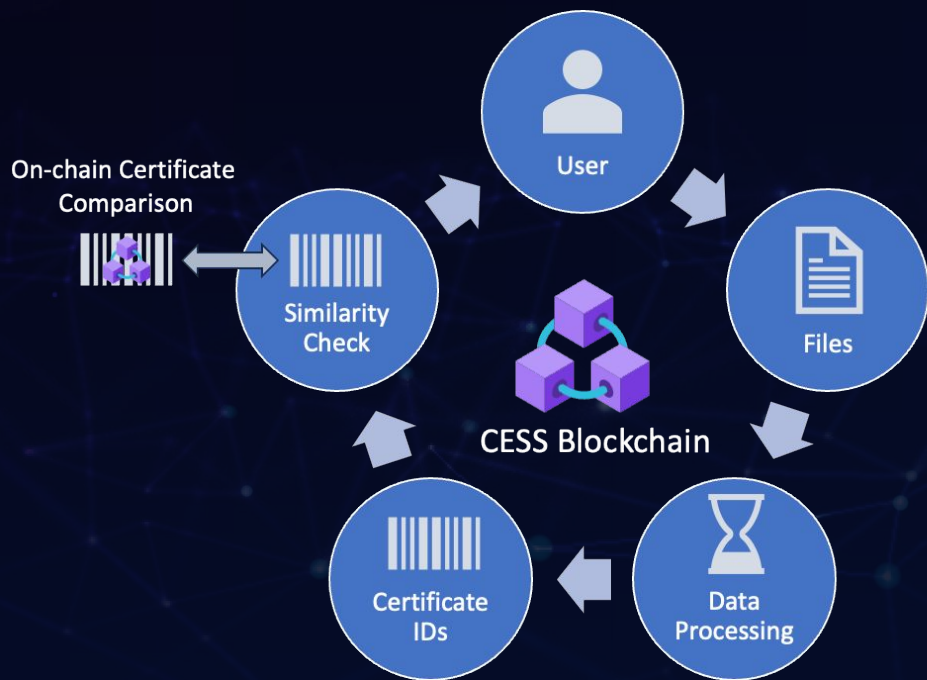 User
On-chain Certificate
Comparison
Similarity
Check
Files
CESS Blockchain
Certificate
IDs
Data
Processing